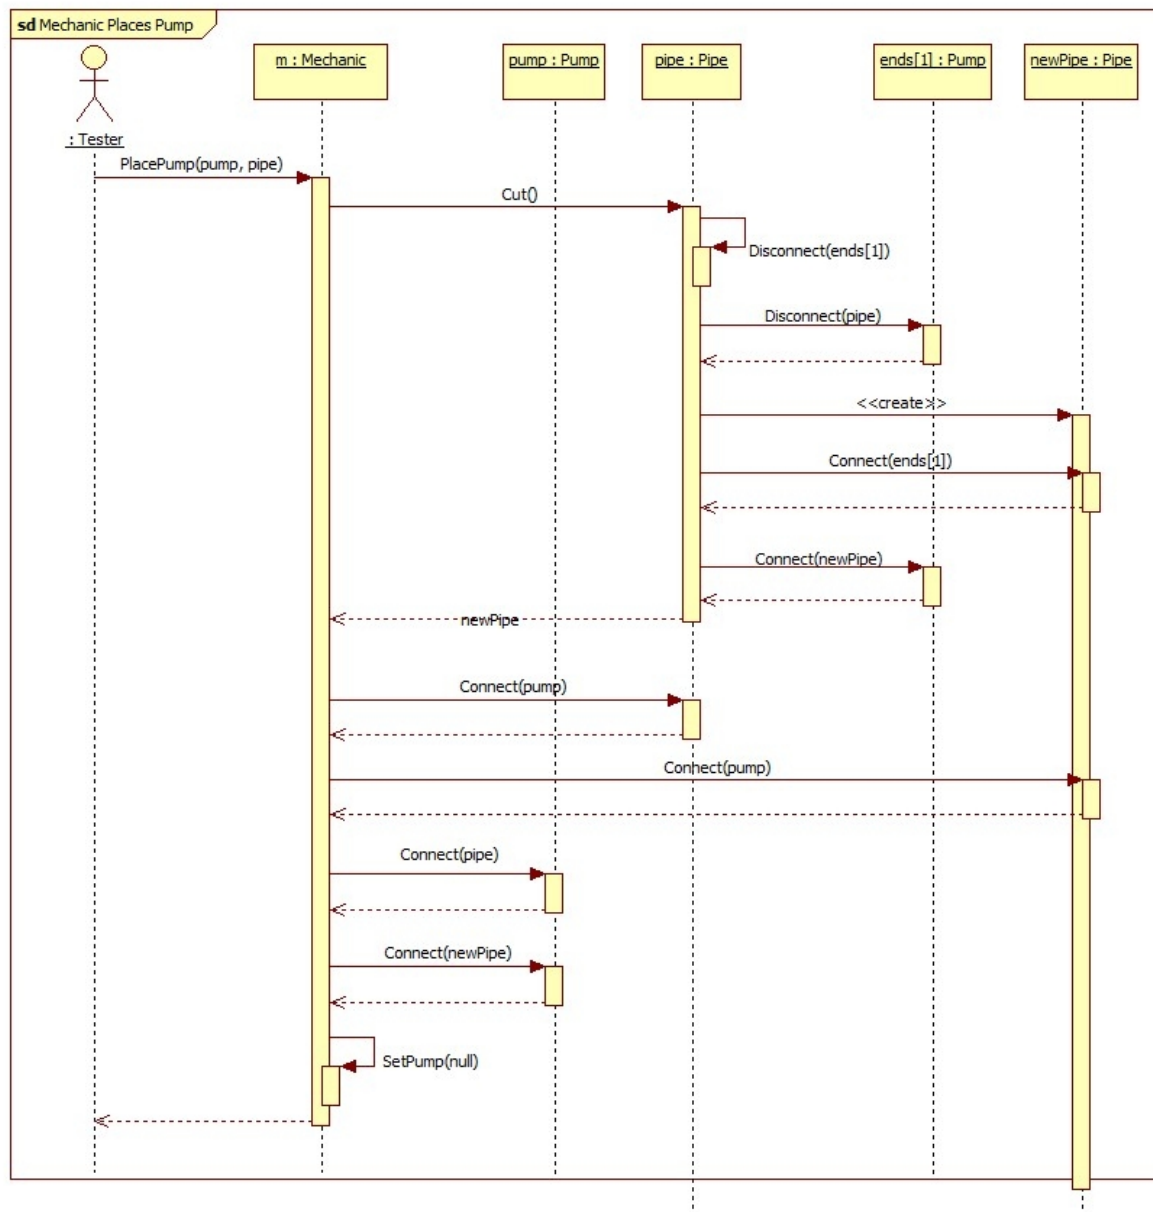 sd Mechanic Places Pump
: Tester
m : Mechanic
pump : Pump
pipe : Pipe
ends[1] : Pump
newPipe : Pipe
PlacePump(pump, pipe)
Cut()
Disconnect(ends[1])
Disconnect(pipe)
<<create>>
Connect(ends[1])
Connect(newPipe)
newPipe
Connect(pump)
Connect(pump)
Connect(pipe)
Connect(newPipe)
SetPump(null)